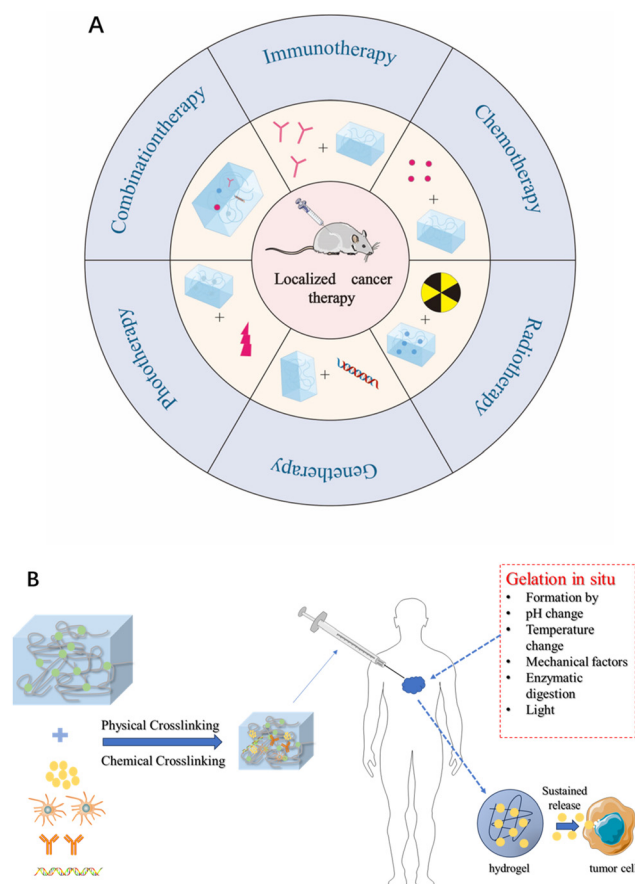 A
Immunotherapy
Chemotherapy
Radiotherapy
Genetherapy
Phototherapy
Combinationtherapy
+
+
+
+
+
Localized cancer
therapy
B
Gelation in situ
• Formation by
• pH change
• Temperature
change
• Mechanical factors
• Enzymatic
digestion
• Light
Physical Crosslinking
Chemical Crosslinking
Sustained
release
hydrogel
tumor cell